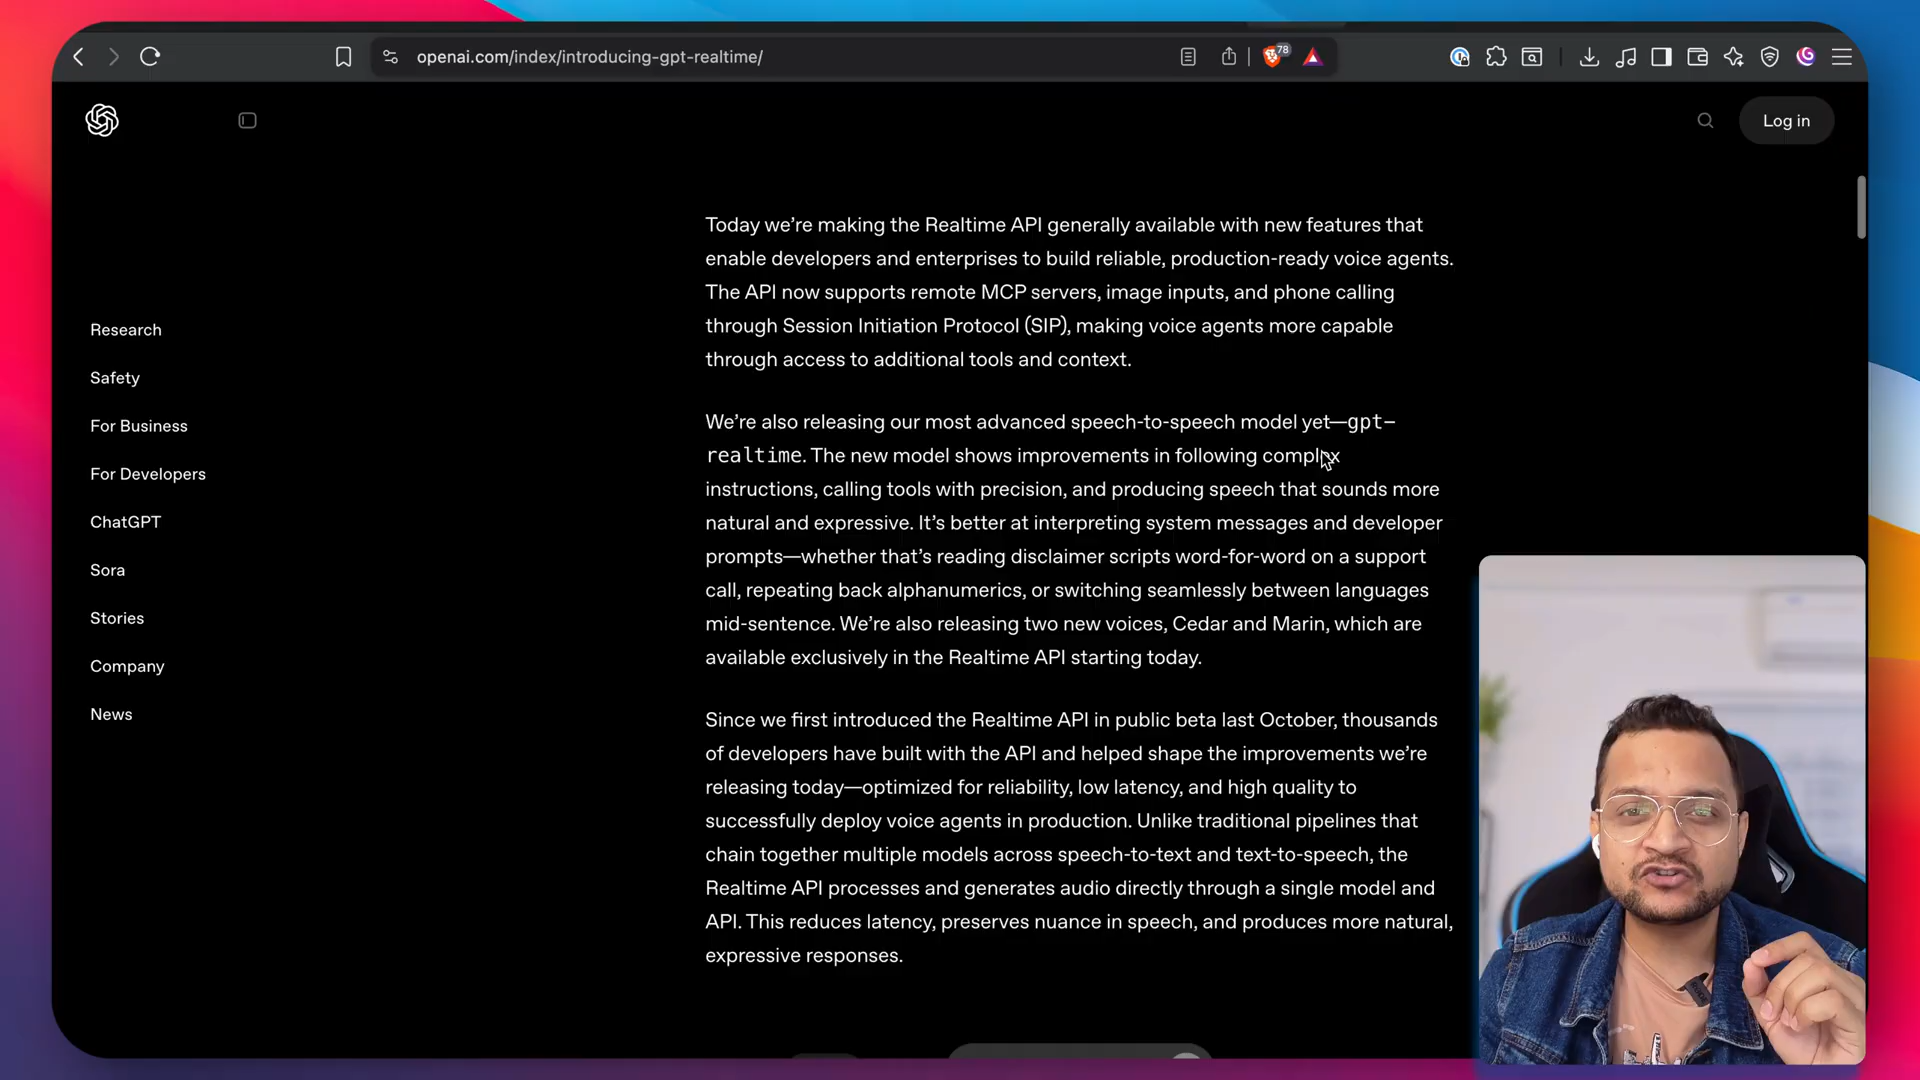 openai.com/index/introducing-gpt-realtime/
78
Log in
Research
Safety
For Business
For Developers
ChatGPT
Sora
Stories
Company
News
Today we're making the Realtime API generally available with new features that
enable developers and enterprises to build reliable, production-ready voice agents.
The API now supports remote MCP servers, image inputs, and phone calling
through Session Initiation Protocol (SIP), making voice agents more capable
through access to additional tools and context.
We're also releasing our most advanced speech-to-speech model yet—gpt-
realtime. The new model shows improvements in following complex
instructions, calling tools with precision, and producing speech that sounds more
natural and expressive. It's better at interpreting system messages and developer
prompts—whether that's reading disclaimer scripts word-for-word on a support
call, repeating back alphanumerics, or switching seamlessly between languages
mid-sentence. We're also releasing two new voices, Cedar and Marin, which are
available exclusively in the Realtime API starting today.
Since we first introduced the Realtime API in public beta last October, thousands
of developers have built with the API and helped shape the improvements we're
releasing today—optimized for reliability, low latency, and high quality to
successfully deploy voice agents in production. Unlike traditional pipelines that
chain together multiple models across speech-to-text and text-to-speech, the
Realtime API processes and generates audio directly through a single model and
API. This reduces latency, preserves nuance in speech, and produces more natural,
expressive responses.